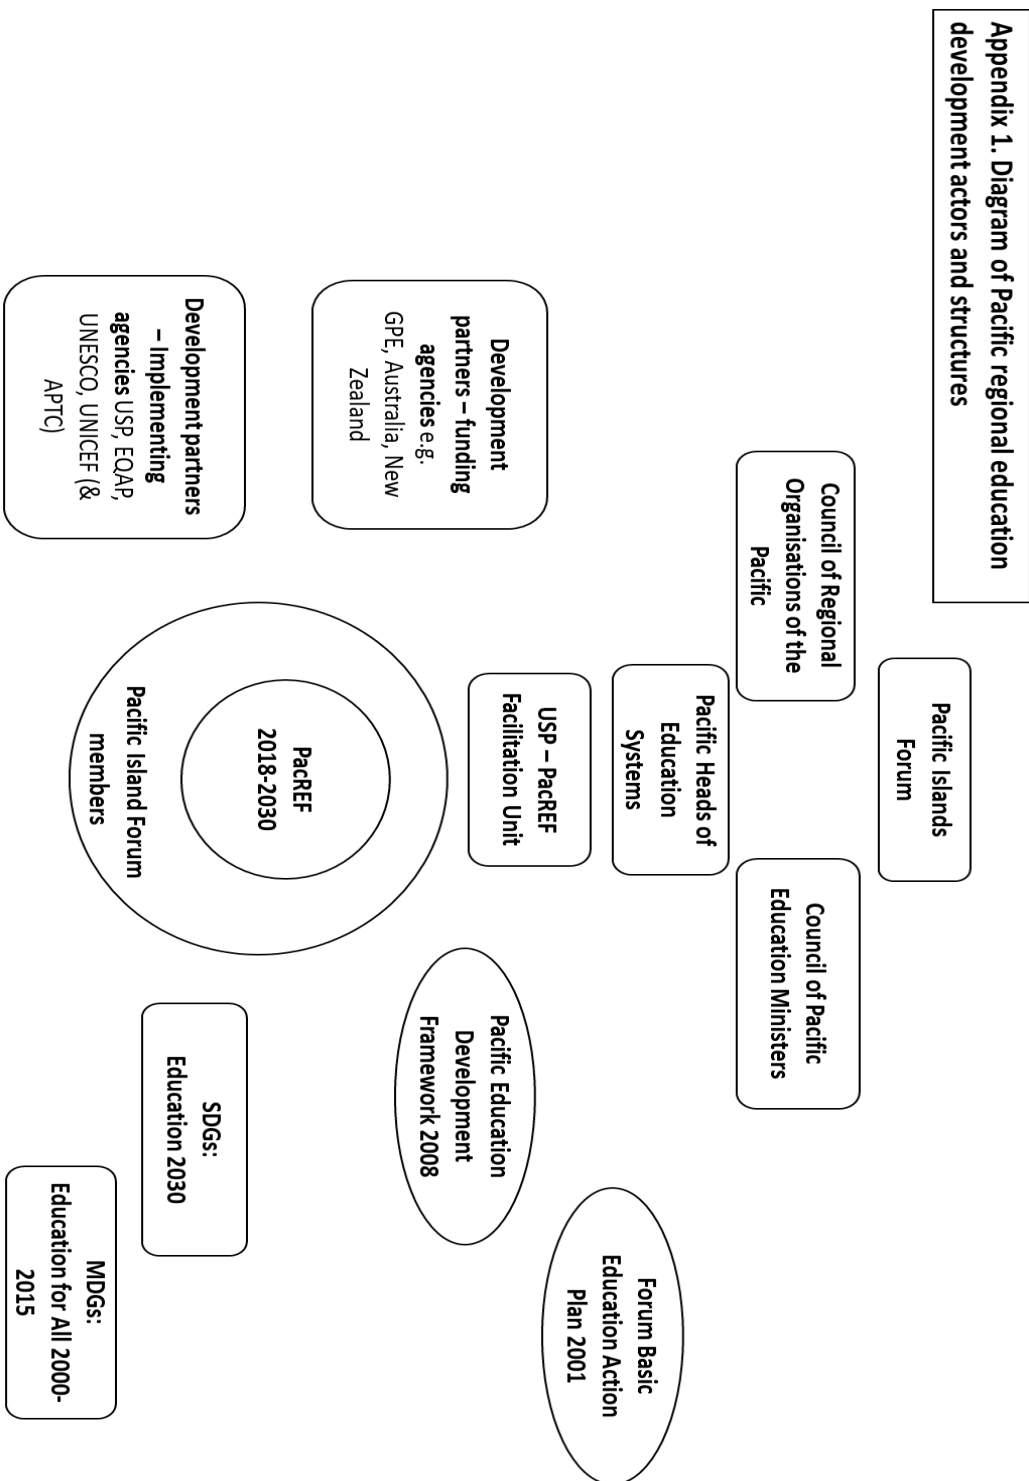 Appendix 1. Diagram of Pacific regional education
development actors and structures
Pacific Islands
Forum
Council of Regional
Organisations of the
Pacific
Council of Pacific
Education Ministers
Pacific Heads of
Education
Systems
Forum Basic
Education Action
Plan 2001
USP – PacREF
Facilitation Unit
Pacific Education
Development
Framework 2008
Development
partners – funding
agencies e.g.
GPE, Australia, New
Zealand
PacREF
2018-2030
Pacific Island Forum
members
Development partners
– Implementing
agencies USP, EQAP,
UNESCO, UNICEF (&
APTC)
SDGs:
Education 2030
MDGs:
Education for All 2000-
2015